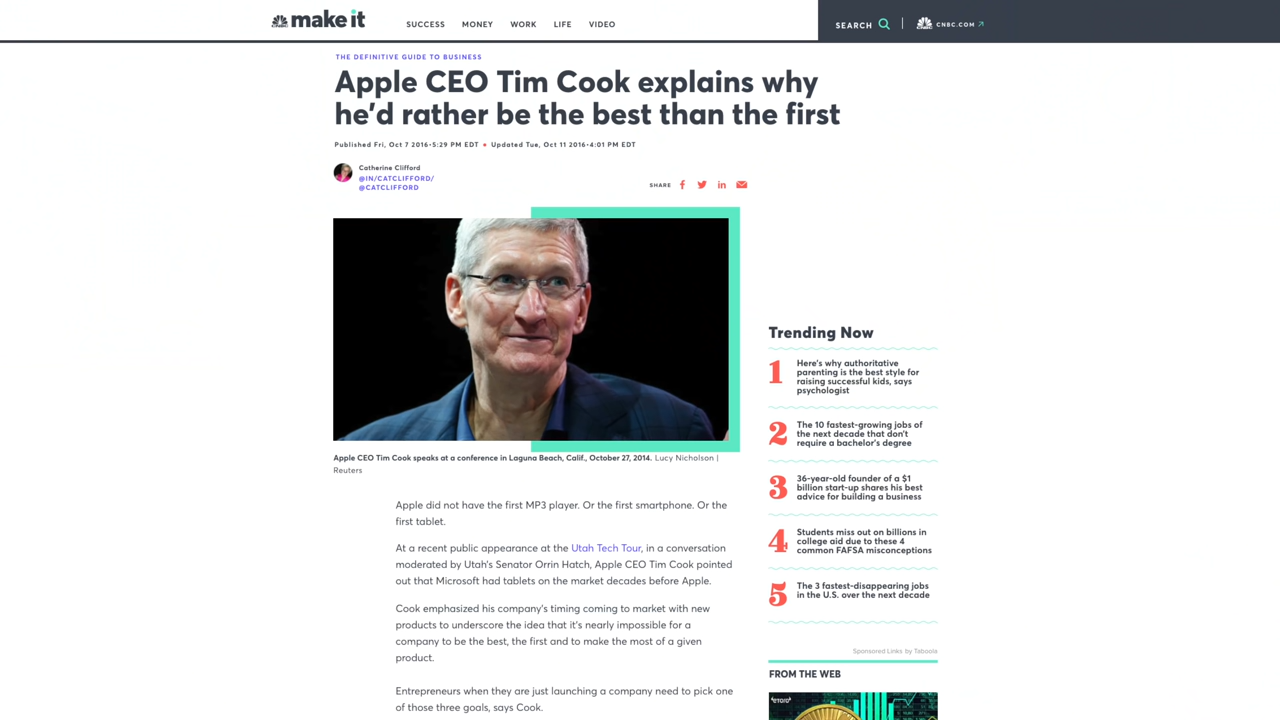 make it
SUCCESS MONEY WORK LIFE VIDEO
SEARCH
CNBC.COM
THE DEFINITIVE GUIDE TO BUSINESS
Apple CEO Tim Cook explains why
he'd rather be the best than the first
Published Fri, Oct 7 2016•5:29 PM EDT • Updated Tue, Oct 11 2016•4:01 PM EDT
Catherine Clifford
@IN/CATCLIFFORD/
@CATCLIFFORD
SHARE
Apple CEO Tim Cook speaks at a conference in Laguna Beach, Calif., October 27, 2014. Lucy Nicholson |
Reuters
Apple did not have the first MP3 player. Or the first smartphone. Or the
first tablet.
At a recent public appearance at the Utah Tech Tour, in a conversation
moderated by Utah's Senator Orrin Hatch, Apple CEO Tim Cook pointed
out that Microsoft had tablets on the market decades before Apple.
Cook emphasized his company's timing coming to market with new
products to underscore the idea that it's nearly impossible for a
company to be the best, the first and to make the most of a given
product.
Entrepreneurs when they are just launching a company need to pick one
of those three goals, says Cook.
Trending Now
1
Here's why authoritative
parenting is the best style for
raising successful kids, says
psychologist
2
The 10 fastest-growing jobs of
the next decade that don't
require a bachelor's degree
3
36-year-old founder of a $1
billion start-up shares his best
advice for building a business
4
Students miss out on billions in
college aid due to these 4
common FAFSA misconceptions
5
The 3 fastest-disappearing jobs
in the U.S. over the next decade
Sponsored Links by Taboola
FROM THE WEB
eToro